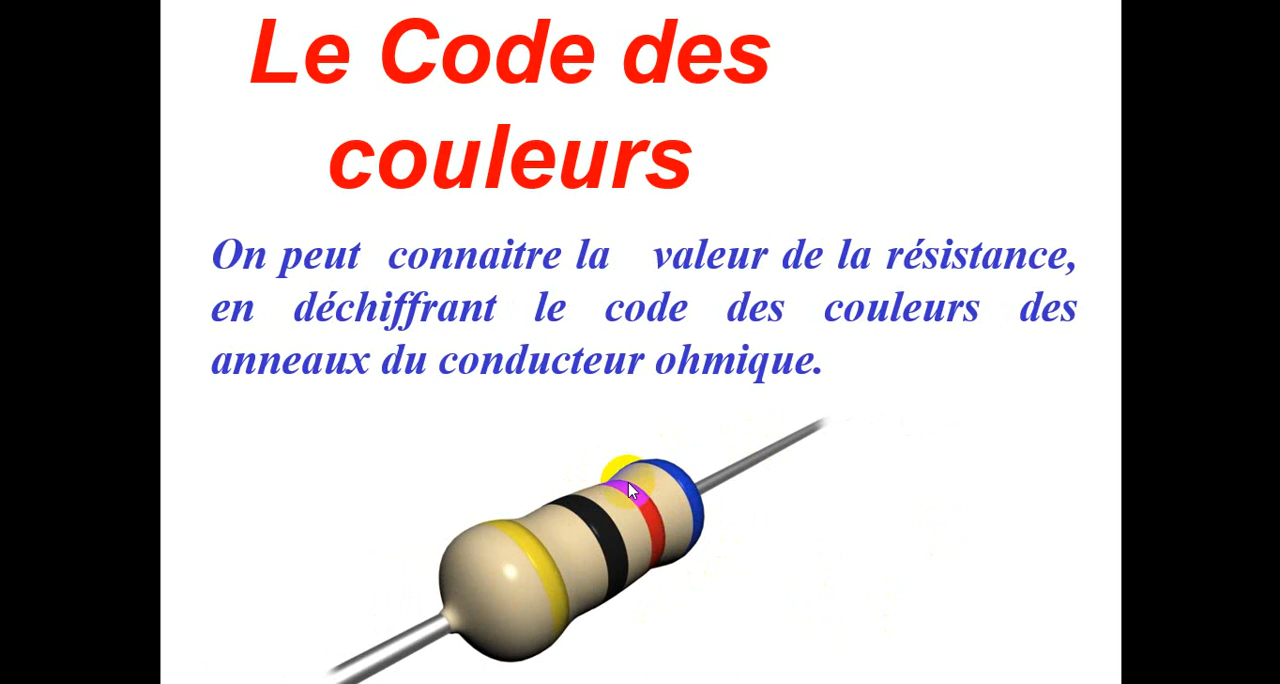 Le Code des
couleurs
On peut connaitre la valeur de la résistance,
en déchiffrant le code des couleurs des
anneaux du conducteur ohmique.